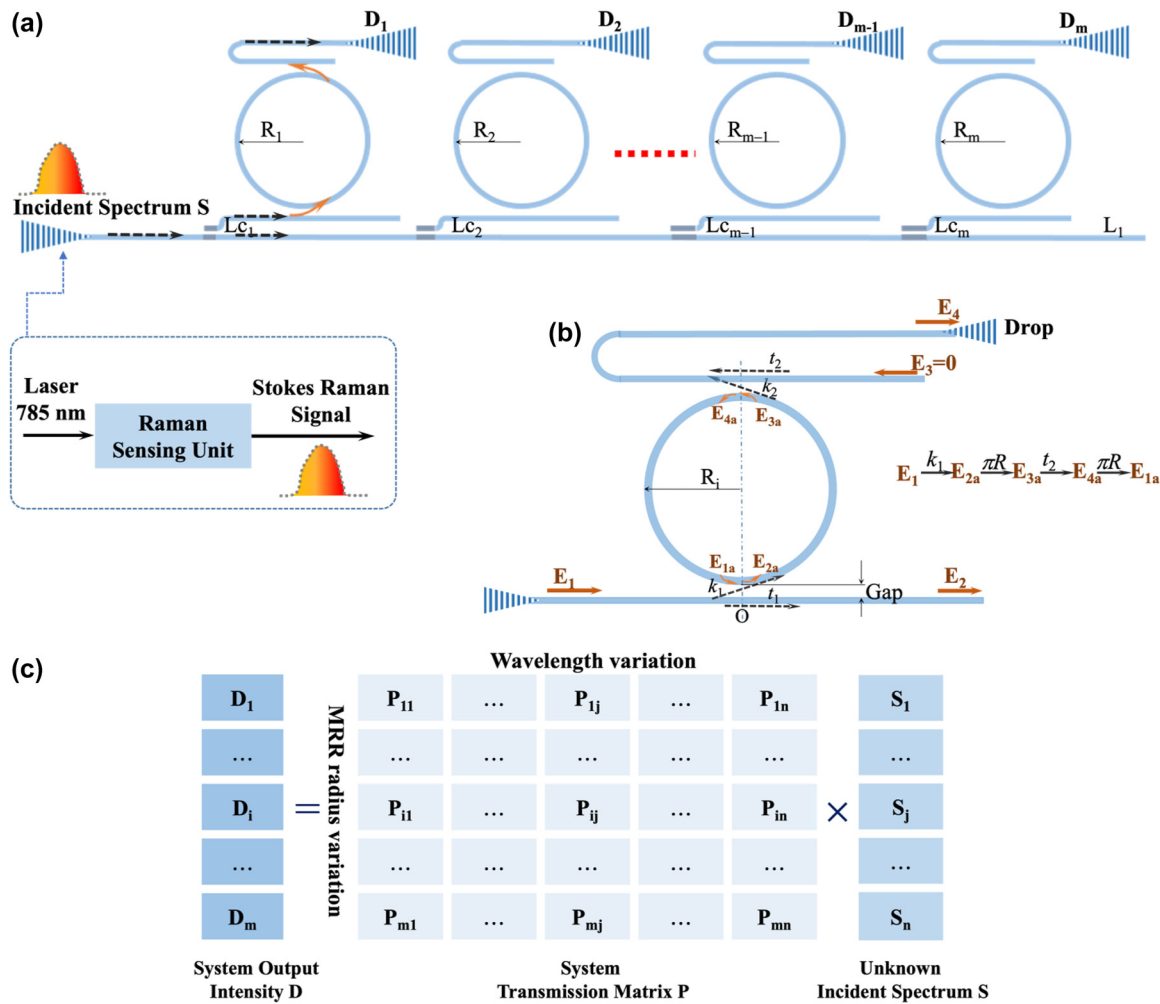 (a)
D₁ D₂ Dₘ₋₁ Dₘ
R₁ R₂ Rₘ₋₁ Rₘ
Incident Spectrum S
Lc₁ Lc₂ Lcₘ₋₁ Lcₘ L₁
Laser
785 nm
Raman
Sensing Unit
Stokes Raman
Signal
(b)
E₄
Drop
t₂
E₃=0
k₂
E₄ₐ E₃ₐ
Rᵢ
E₁ k₁ E₂ₐ πR E₃ₐ t₂ E₄ₐ πR E₁ₐ
E₁ₐ E₂ₐ
E₁
k₁
t₁
E₂
Gap
O
(c)
Wavelength variation
MRR radius variation
D₁ P₁₁ ... P₁ⱼ ... P₁ₙ S₁
... ... ... ... ... ... ...
Dᵢ = Pᵢ₁ ... Pᵢⱼ ... Pᵢₙ × Sⱼ
... ... ... ... ... ... ...
Dₘ Pₘ₁ ... Pₘⱼ ... Pₘₙ Sₙ
System Output
Intensity D
System
Transmission Matrix P
Unknown
Incident Spectrum S